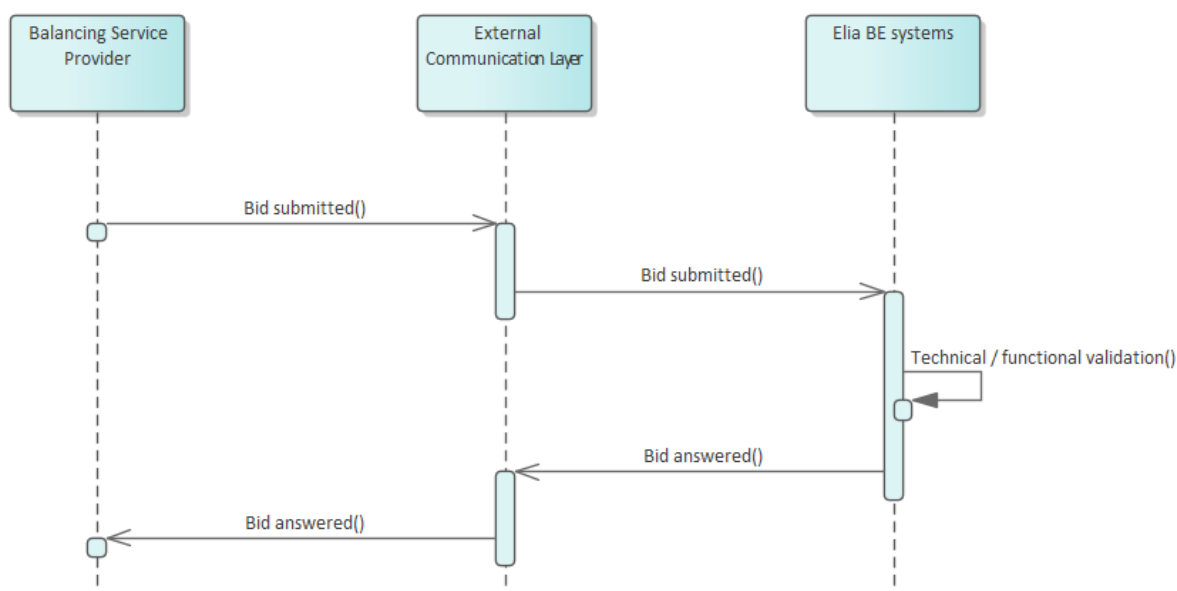 Balancing Service
Provider
External
Communication Layer
Elia BE systems
Bid submitted()
Bid submitted()
Technical / functional validation()
Bid answered()
Bid answered()